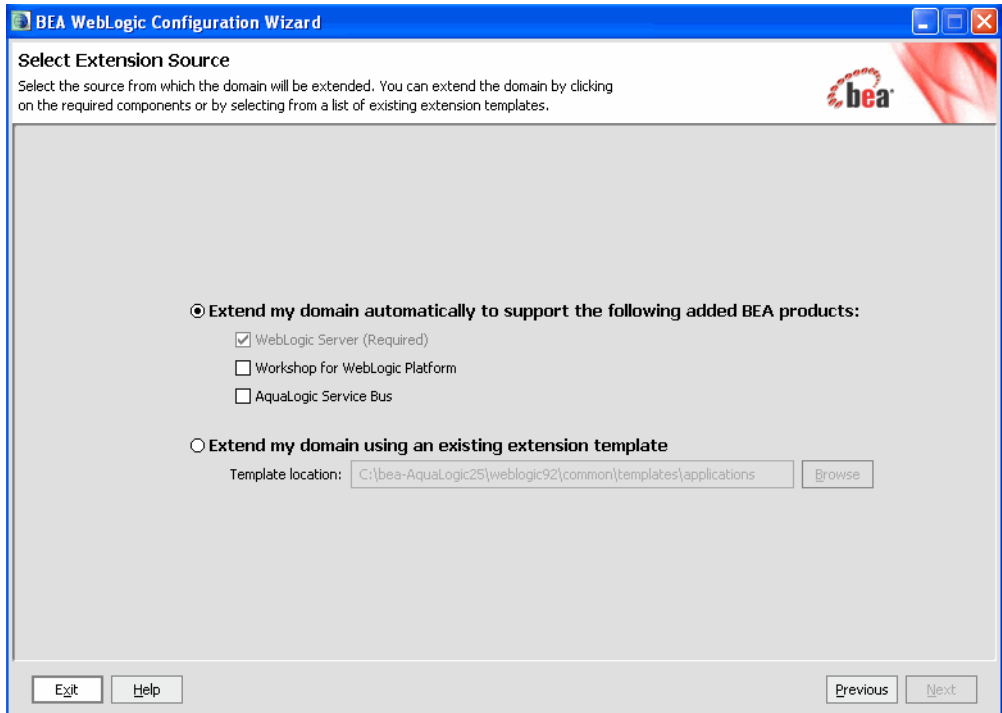 BEA WebLogic Configuration Wizard
Select Extension Source
Select the source from which the domain will be extended. You can extend the domain by clicking
on the required components or by selecting from a list of existing extension templates.
bea
Extend my domain automatically to support the following added BEA products:
WebLogic Server (Required)
Workshop for WebLogic Platform
AquaLogic Service Bus
Extend my domain using an existing extension template
Template location: C:\bea-AquaLogic25\weblogic92\common\templates\applications Browse
Exit Help Previous Next